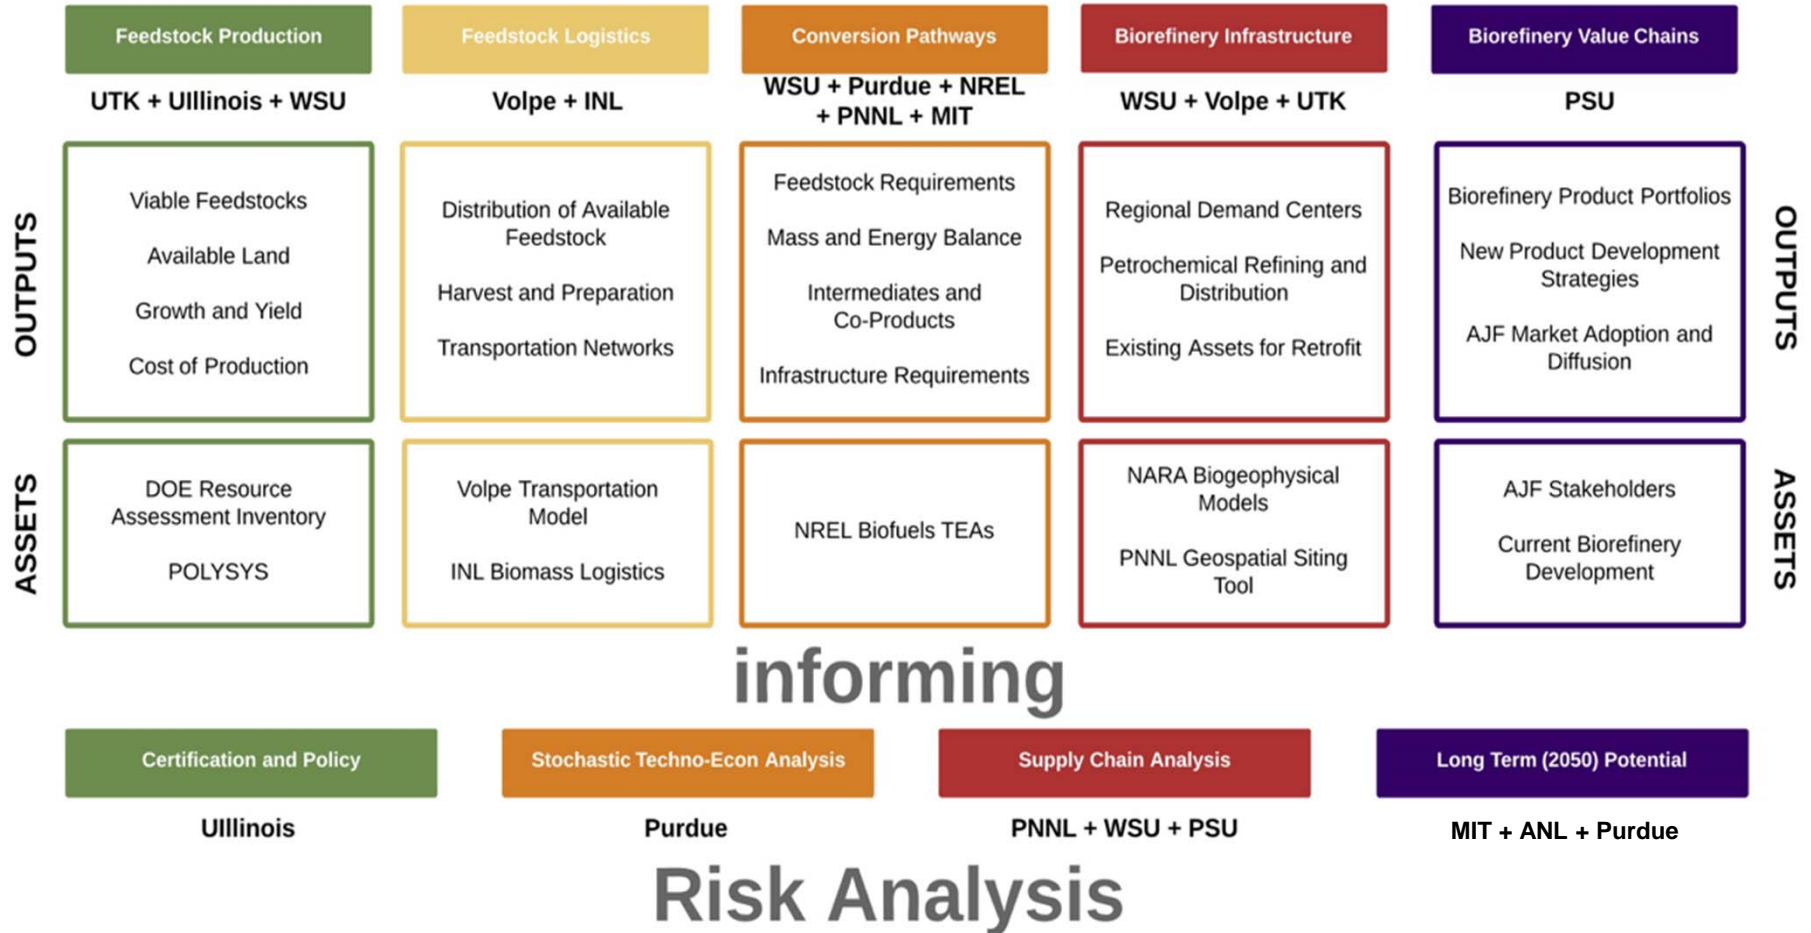 Feedstock Production
Feedstock Logistics
Conversion Pathways
Biorefinery Infrastructure
Biorefinery Value Chains
UTK + UIllinois + WSU
Volpe + INL
WSU + Purdue + NREL
+ PNNL + MIT
WSU + Volpe + UTK
PSU
OUTPUTS
Viable Feedstocks
Available Land
Growth and Yield
Cost of Production
Distribution of Available
Feedstock
Harvest and Preparation
Transportation Networks
Feedstock Requirements
Mass and Energy Balance
Intermediates and
Co-Products
Infrastructure Requirements
Regional Demand Centers
Petrochemical Refining and
Distribution
Existing Assets for Retrofit
Biorefinery Product Portfolios
New Product Development
Strategies
AJF Market Adoption and
Diffusion
OUTPUTS
ASSETS
DOE Resource
Assessment Inventory
POLYSYS
Volpe Transportation
Model
INL Biomass Logistics
NREL Biofuels TEAs
NARA Biogeophysical
Models
PNNL Geospatial Siting
Tool
AJF Stakeholders
Current Biorefinery
Development
ASSETS
informing
Certification and Policy
Stochastic Techno-Econ Analysis
Supply Chain Analysis
Long Term (2050) Potential
UIllinois
Purdue
PNNL + WSU + PSU
MIT + ANL + Purdue
Risk Analysis